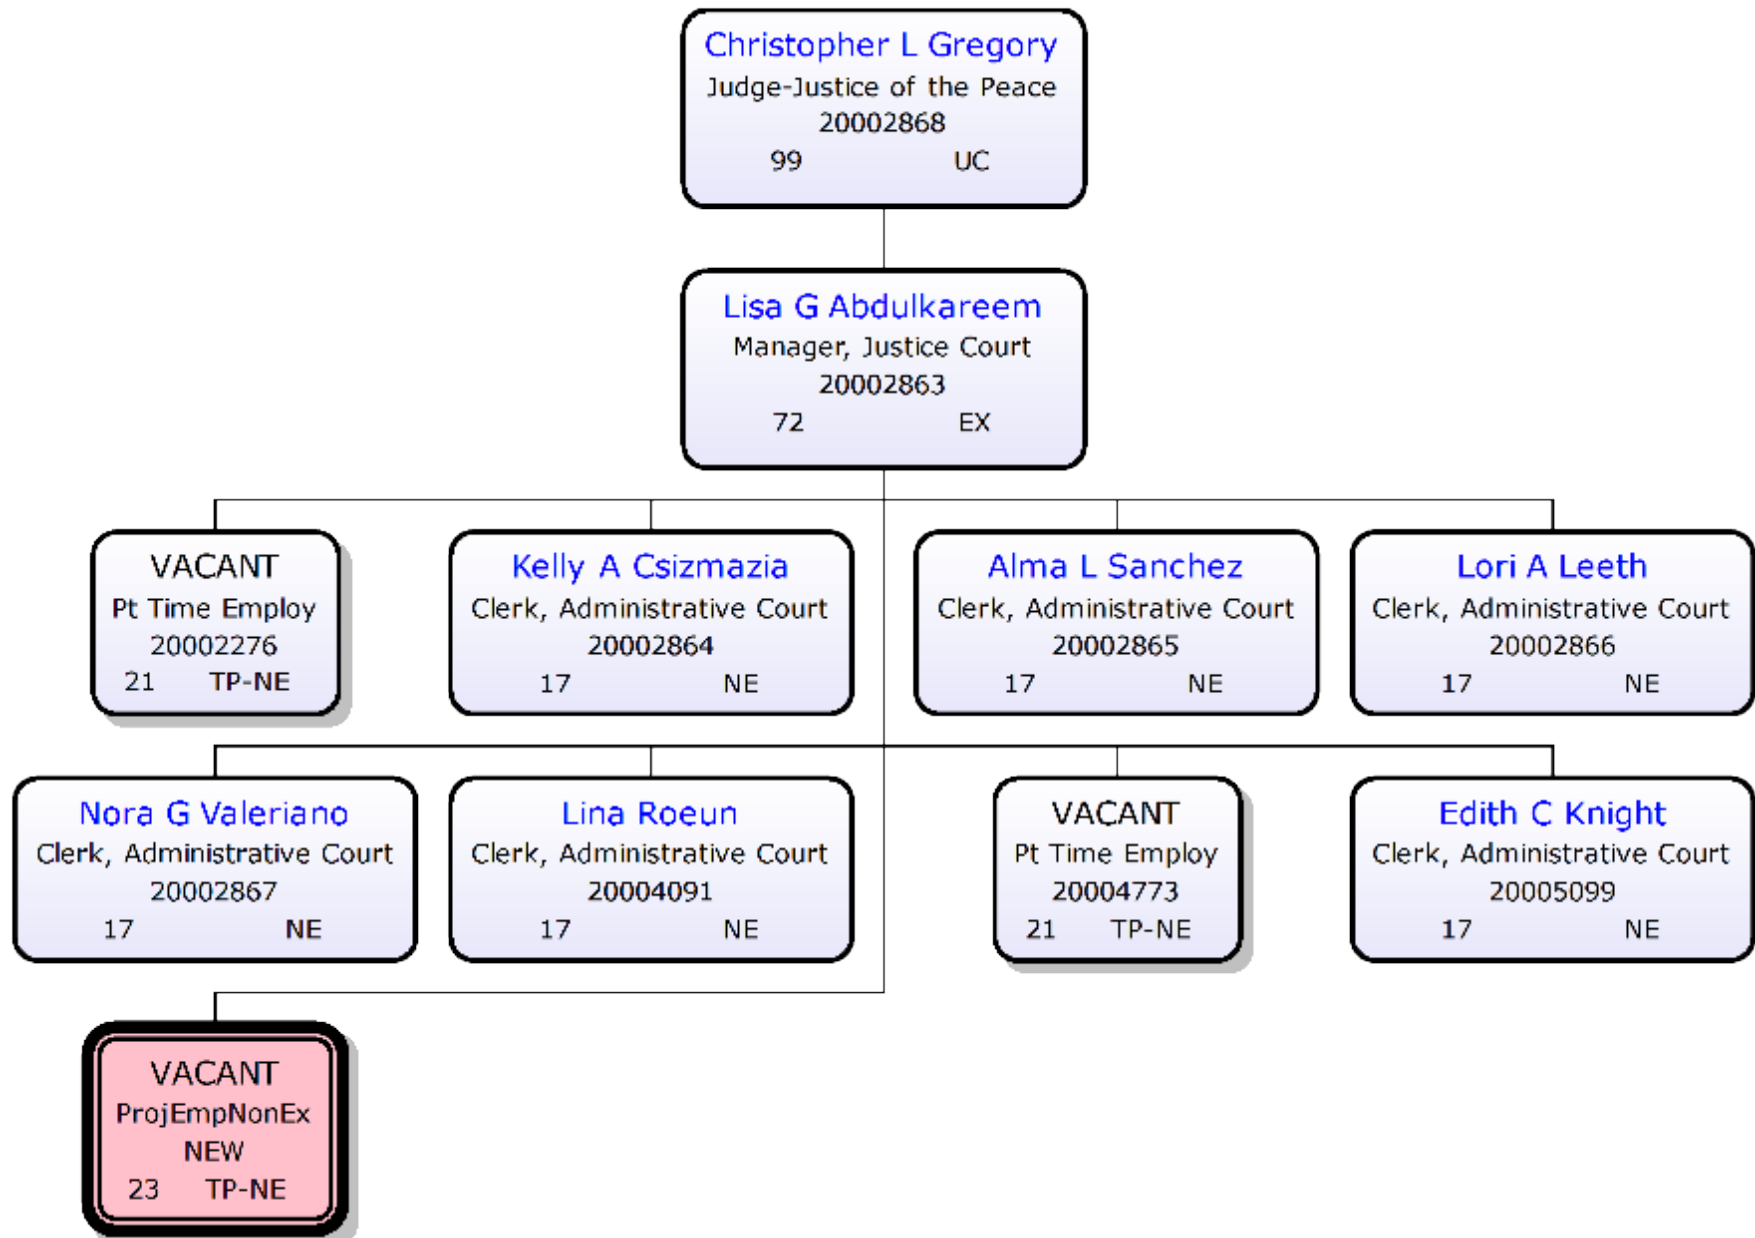 Christopher L Gregory
Judge-Justice of the Peace
20002868
99 UC
Lisa G Abdulkareem
Manager, Justice Court
20002863
72 EX
VACANT
Pt Time Employ
20002276
21 TP-NE
Kelly A Csizmazia
Clerk, Administrative Court
20002864
17 NE
Alma L Sanchez
Clerk, Administrative Court
20002865
17 NE
Lori A Leeth
Clerk, Administrative Court
20002866
17 NE
Nora G Valeriano
Clerk, Administrative Court
20002867
17 NE
Lina Roeun
Clerk, Administrative Court
20004091
17 NE
VACANT
Pt Time Employ
20004773
21 TP-NE
Edith C Knight
Clerk, Administrative Court
20005099
17 NE
VACANT
ProjEmpNonEx
NEW
23 TP-NE